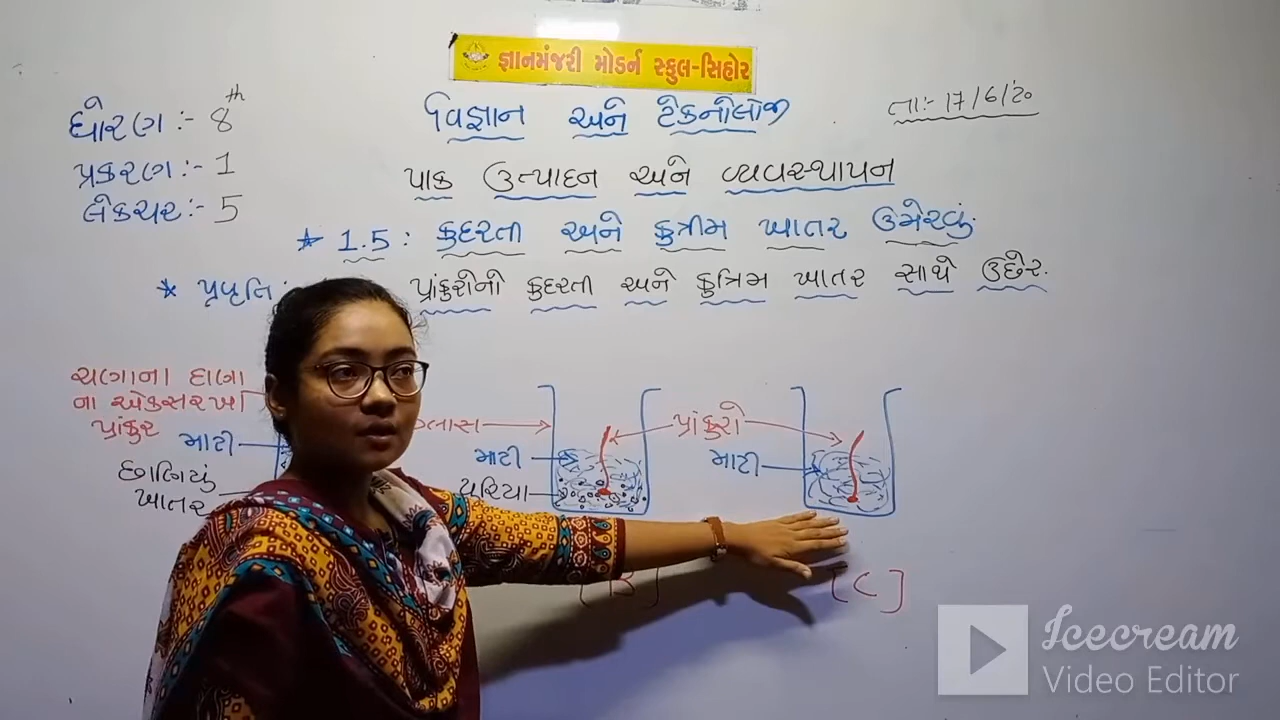 જ્ઞાનમંજરી મોડર્ન સ્કુલ-સિહોર
ધોરણ :- 8th
વિજ્ઞાન અને ટેકનોલોજી
તા:- 17/6/20
પ્રકરણ :- 1
પાક ઉત્પાદન અને વ્યવસ્થાપન
લેકચર :- 5
* 1.5 : કુદરતી અને કુત્રીમ ખાતર ઉમેરવું.
* પ્રવૃત્તિ: પ્રાંકુરોનો કુદરતી અને કુત્રિમ ખાતર સાથે ઉછેર.
ચણાના દાણા
ના એકસરખા
પ્રાંકુર
માટી
છાણિયું
ખાતર
લાસ
માટી
યુરિયા
પ્રાંકુરો
માટી
[B]
[C]
Icecream
Video Editor